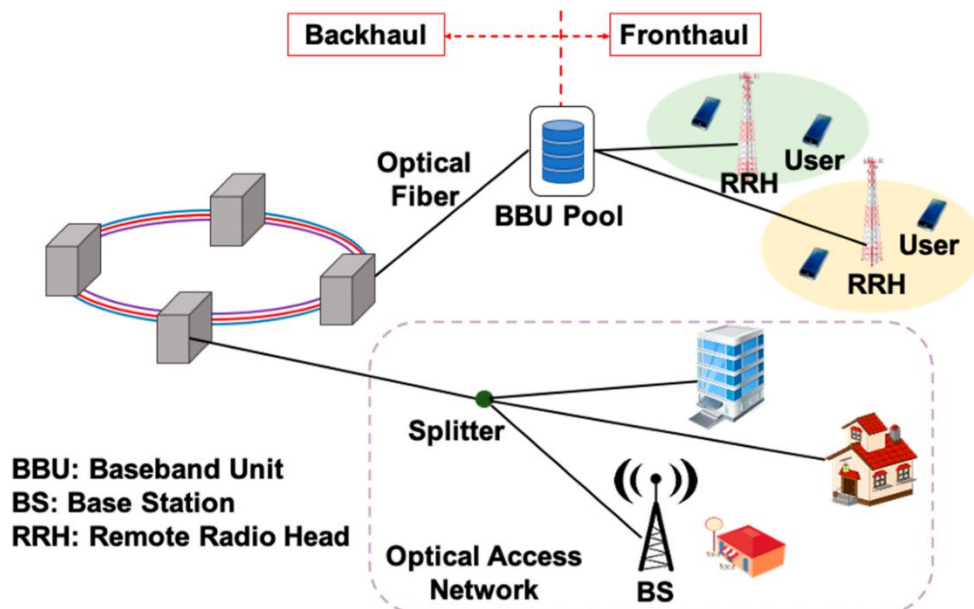 Backhaul
Fronthaul
Optical
Fiber
BBU Pool
User
RRH
User
RRH
Splitter
BBU: Baseband Unit
BS: Base Station
RRH: Remote Radio Head
Optical Access
Network
BS